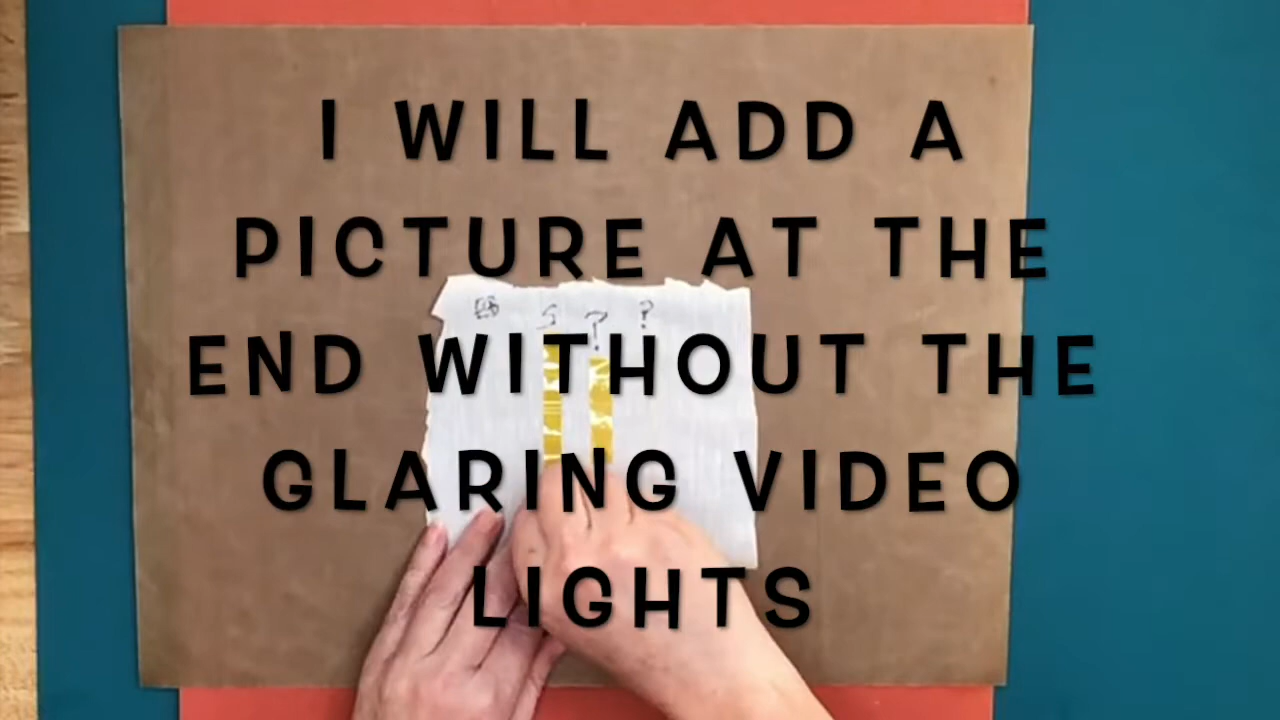 I WILL ADD A
PICTURE AT THE
END WITHOUT THE
GLARING VIDEO
LIGHTS
S ? ?